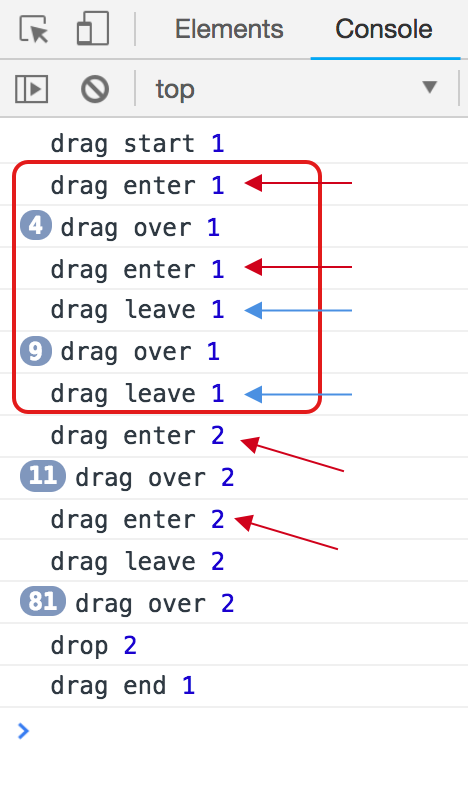 Elements Console
top
drag start 1
drag enter 1
4 drag over 1
drag enter 1
drag leave 1
9 drag over 1
drag leave 1
drag enter 2
11 drag over 2
drag enter 2
drag leave 2
81 drag over 2
drop 2
drag end 1